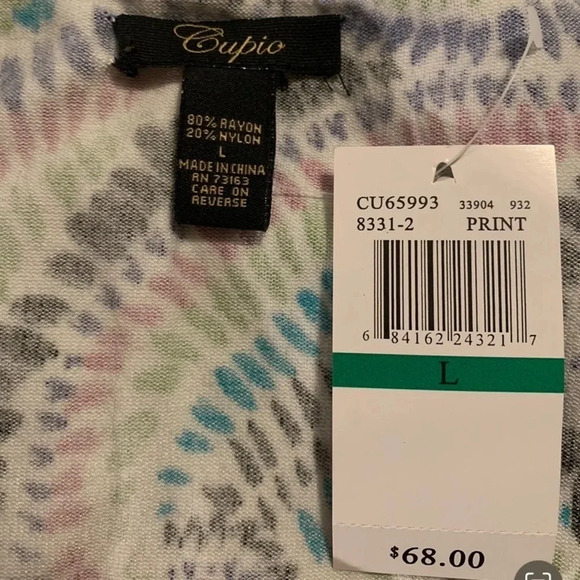 Cupio
80% RAYON
20% NYLON
L
MADE IN CHINA
RN 73163
CARE ON
REVERSE
CU65993 33904 932
8331-2 PRINT
6 84162 24321 7
L
$68.00